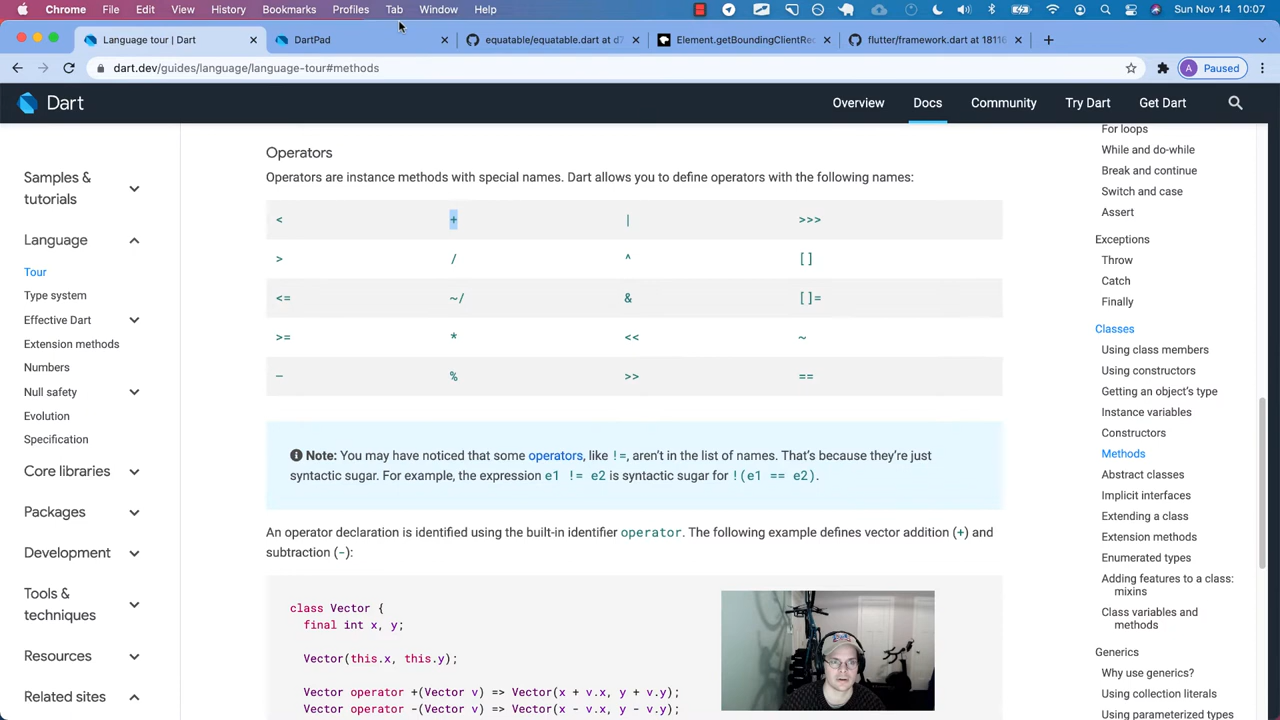 Chrome File Edit View History Bookmarks Profiles Tab Window Help Sun Nov 14 10:07
Language tour | Dart DartPad equatable/equatable.dart at d7 Element.getBoundingClientRec flutter/framework.dart at 18116
dart.dev/guides/language/language-tour#methods A Paused
Dart Overview Docs Community Try Dart Get Dart
Samples &
tutorials
Language
Tour
Type system
Effective Dart
Extension methods
Numbers
Null safety
Evolution
Specification
Core libraries
Packages
Development
Tools &
techniques
Resources
Related sites
Operators
Operators are instance methods with special names. Dart allows you to define operators with the following names:
< + | >>>
> / ^ []
<= ~/ & []=
>= * << ~
– % >> ==
Note: You may have noticed that some operators, like !=, aren't in the list of names. That's because they're just
syntactic sugar. For example, the expression e1 != e2 is syntactic sugar for !(e1 == e2).
An operator declaration is identified using the built-in identifier operator. The following example defines vector addition (+) and
subtraction (-):
class Vector {
final int x, y;
Vector(this.x, this.y);
Vector operator +(Vector v) => Vector(x + v.x, y + v.y);
Vector operator -(Vector v) => Vector(x - v.x, y - v.y);
For loops
While and do-while
Break and continue
Switch and case
Assert
Exceptions
Throw
Catch
Finally
Classes
Using class members
Using constructors
Getting an object's type
Instance variables
Constructors
Methods
Abstract classes
Implicit interfaces
Extending a class
Extension methods
Enumerated types
Adding features to a class:
mixins
Class variables and
methods
Generics
Why use generics?
Using collection literals
Using parameterized types